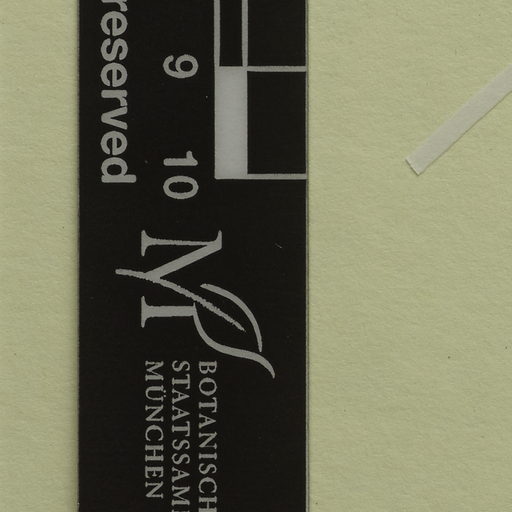 reserved
9
10
M
BOTANISCH
STAATSSAM
MÜNCHEN